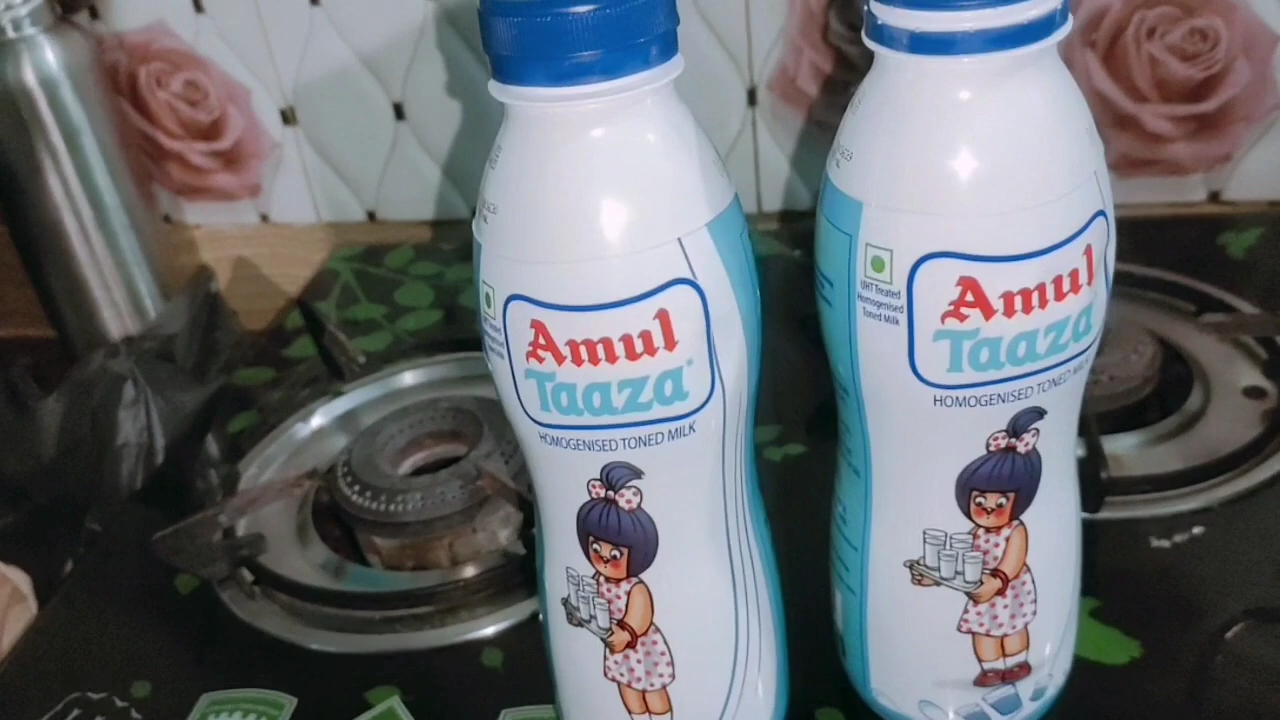 Amul
Taaza
HOMOGENISED TONED MILK
UHT Treated
Homogenised
Toned Milk
Amul
Taaza
HOMOGENISED TONED MILK